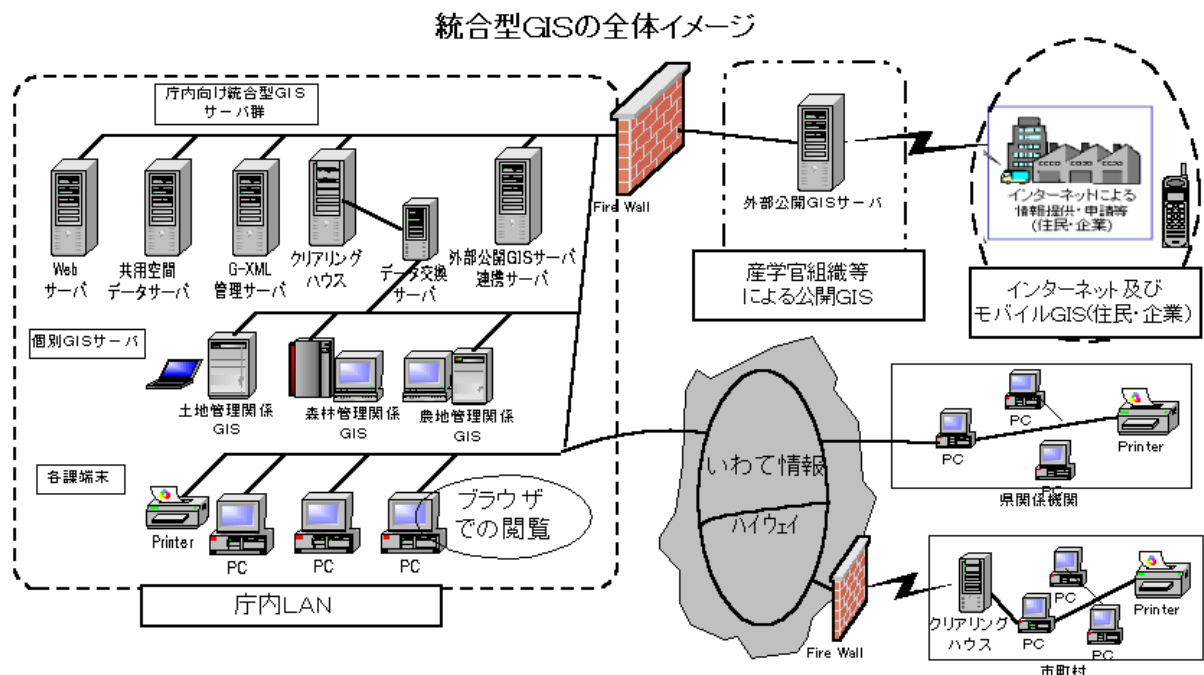 統合型GISの全体イメージ
庁内向け統合型GIS
サーバ群
Web
サーバ
共用空間
データサーバ
G-XML
管理サーバ
クリアリング
ハウス
データ交換
サーバ
外部公開GISサーバ
連携サーバ
Fire Wall
外部公開GISサーバ
産学官組織等
による公開GIS
インターネットによる
情報提供・申請等
(住民・企業)
インターネット及び
モバイルGIS(住民・企業)
個別GISサーバ
土地管理関係
GIS
森林管理関係
GIS
農地管理関係
GIS
各課端末
Printer
PC
PC
PC
ブラウザ
での閲覧
庁内LAN
いわて情報
ハイウェイ
Fire Wall
PC
PC
PC
Printer
県関係機関
クリアリング
ハウス
PC
PC
PC
Printer
市町村